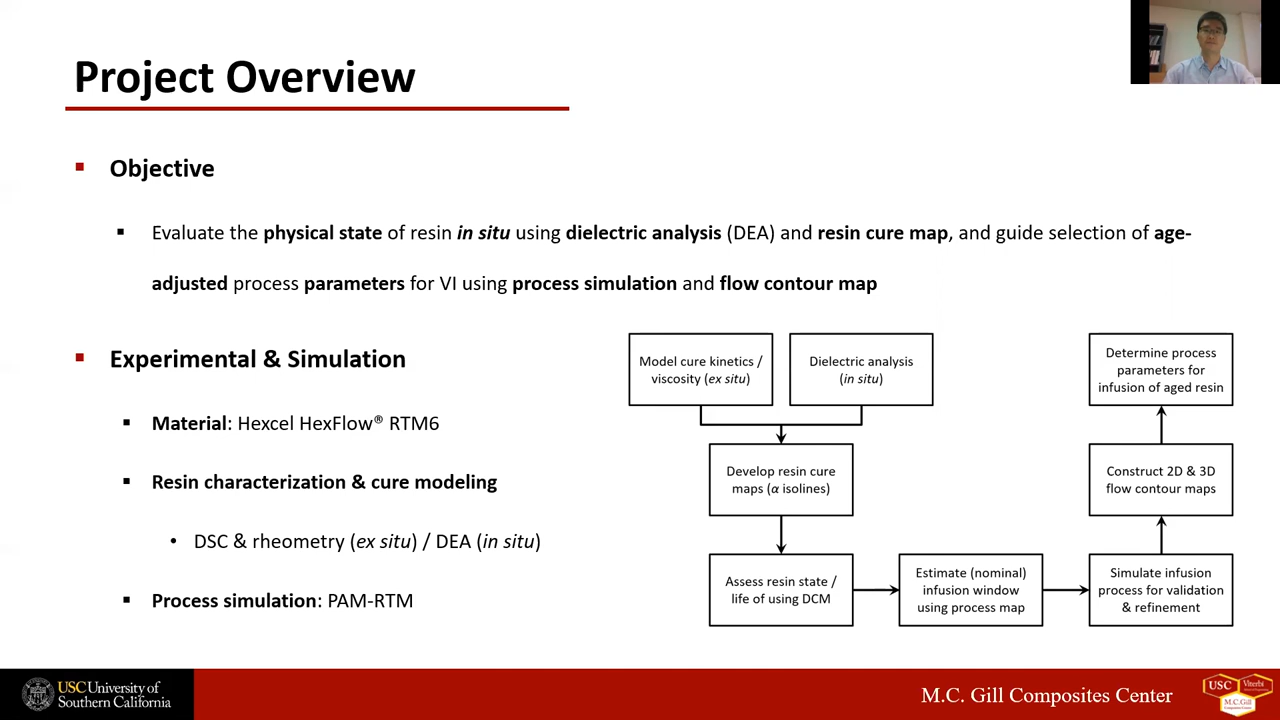 Project Overview
Objective
Evaluate the physical state of resin in situ using dielectric analysis (DEA) and resin cure map, and guide selection of age-
adjusted process parameters for VI using process simulation and flow contour map
Experimental & Simulation
Material: Hexcel HexFlow® RTM6
Resin characterization & cure modeling
DSC & rheometry (ex situ) / DEA (in situ)
Process simulation: PAM-RTM
Model cure kinetics /
viscosity (ex situ)
Dielectric analysis
(in situ)
Develop resin cure
maps (α isolines)
Assess resin state /
life of using DCM
Estimate (nominal)
infusion window
using process map
Simulate infusion
process for validation
& refinement
Construct 2D & 3D
flow contour maps
Determine process
parameters for
infusion of aged resin
USC University of
Southern California
M.C. Gill Composites Center
USC
Viterbi
M.C.Gill
Composites Center